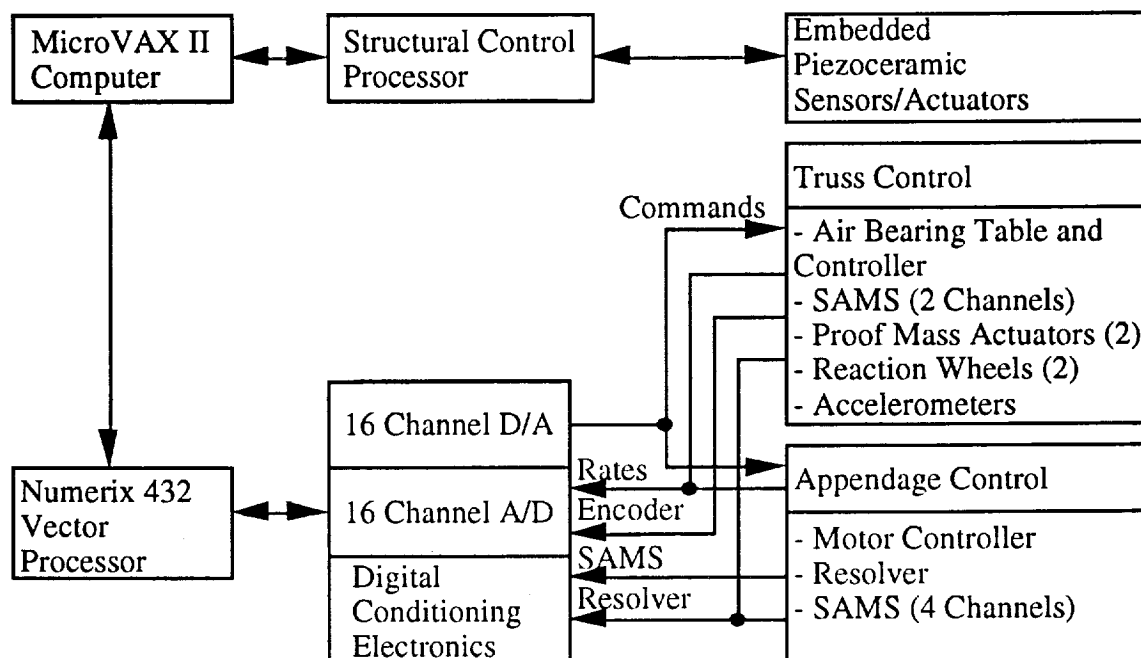 MicroVAX II
Computer
Structural Control
Processor
Embedded
Piezoceramic
Sensors/Actuators
Truss Control
Commands
- Air Bearing Table and
Controller
- SAMS (2 Channels)
- Proof Mass Actuators (2)
- Reaction Wheels (2)
- Accelerometers
16 Channel D/A
Rates
Appendage Control
Numerix 432
Vector
Processor
16 Channel A/D
Encoder
- Motor Controller
SAMS
- Resolver
Digital
Conditioning
Electronics
Resolver
- SAMS (4 Channels)